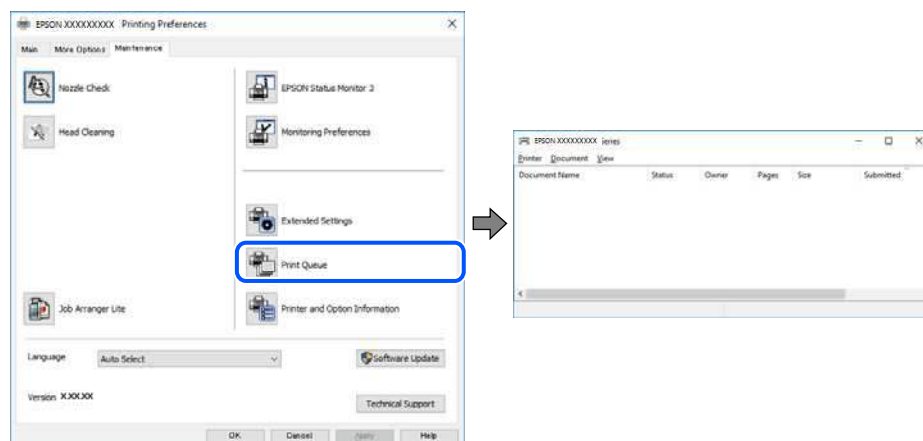 EPSON XXXXXXXXX Printing Preferences
Main More Options Maintenance
Nozzle Check
EPSON Status Monitor 3
Head Cleaning
Monitoring Preferences
Extended Settings
Print Queue
Job Arranger Lite
Printer and Option Information
Language Auto Select Software Update
Version X.XX.XX
Technical Support
OK Cancel Apply Help
EPSON XXXXXXXXX series
Printer Document View
Document Name Status Owner Pages Size Submitted